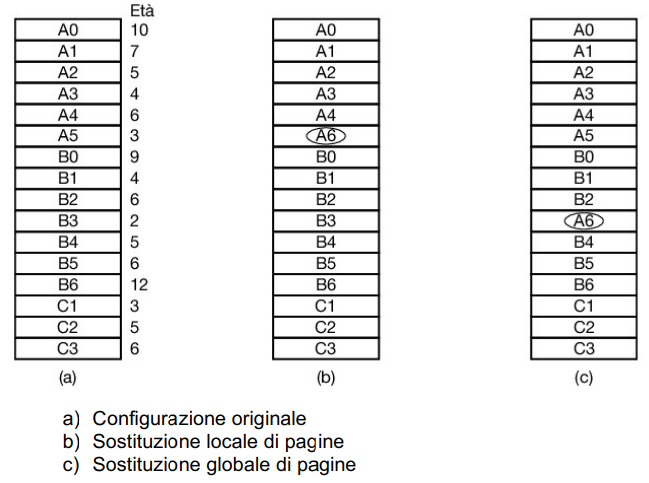 Età
A0 10 A0 A0
A1 7 A1 A1
A2 5 A2 A2
A3 4 A3 A3
A4 6 A4 A4
A5 3 A6 A5
B0 9 B0 B0
B1 4 B1 B1
B2 6 B2 B2
B3 2 B3 A6
B4 5 B4 B4
B5 6 B5 B5
B6 12 B6 B6
C1 3 C1 C1
C2 5 C2 C2
C3 6 C3 C3
(a) (b) (c)
a) Configurazione originale
b) Sostituzione locale di pagine
c) Sostituzione globale di pagine